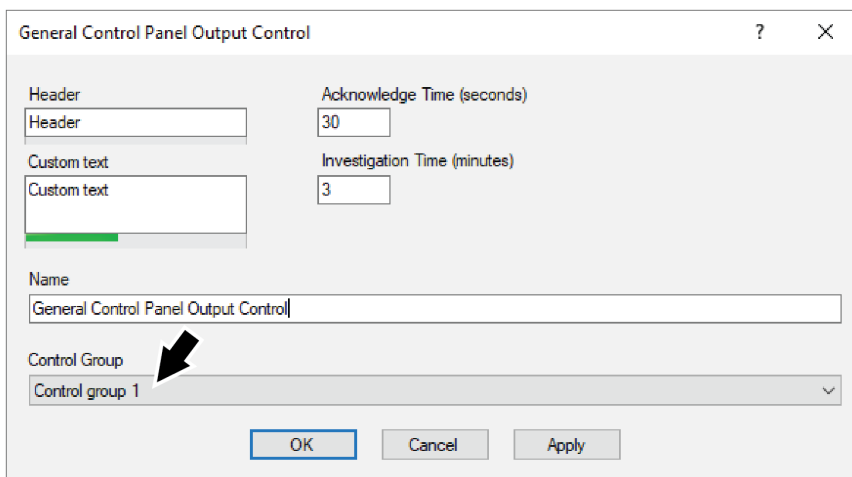 General Control Panel Output Control ? X
Header
Header
Acknowledge Time (seconds)
30
Custom text
Custom text
Investigation Time (minutes)
3
Name
General Control Panel Output Control
Control Group
Control group 1
OK Cancel Apply